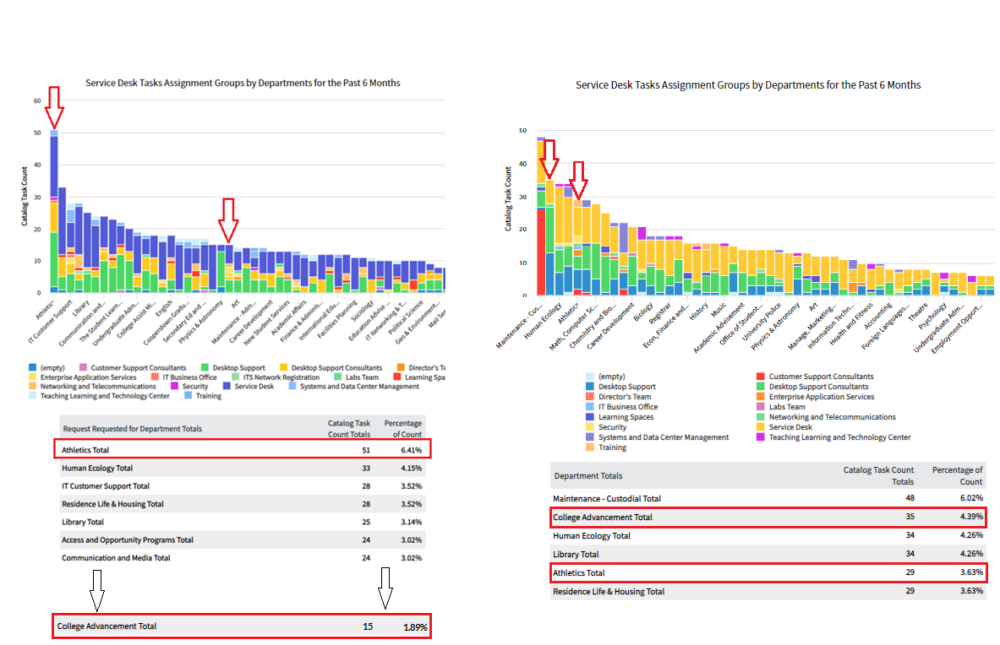 Service Desk Tasks Assignment Groups by Departments for the Past 6 Months
60
50
40
30
20
10
0
Catalog Task Count
Athletic...
IT Customer Support
Library
Communication and...
The Student Learni...
Undergraduate Adm...
College Assist Mi...
English
Cooperstown Gradu...
Secondary Ed and...
Physics & Astronomy
Art
Maintenance - Adm...
Career Development
New Student Services
Academic Affairs
Finance & Administ...
International Educ...
Facilities Planning
Sociology
Education Advise...
IT Networking & T...
Political Science
Geo & Environment...
Mail Ser
(empty)
Customer Support Consultants
Desktop Support
Desktop Support Consultants
Director's Te
Enterprise Application Services
IT Business Office
ITS Network Registration
Labs Team
Learning Spa
Networking and Telecommunications
Security
Service Desk
Systems and Data Center Management
Teaching Learning and Technology Center
Training
Request Requested for Department Totals
Catalog Task Count Totals
Percentage of Count
Athletics Total 51 6.41%
Human Ecology Total 33 4.15%
IT Customer Support Total 28 3.52%
Residence Life & Housing Total 28 3.52%
Library Total 25 3.14%
Access and Opportunity Programs Total 24 3.02%
Communication and Media Total 24 3.02%
College Advancement Total 15 1.89%
Service Desk Tasks Assignment Groups by Departments for the Past 6 Months
50
40
30
20
10
0
Catalog Task Count
Maintenance - Cus...
Human Ecology
Athletics
Math, Computer Sc...
Chemistry and Bio...
Career Development
Biology
Registrar
Econ, Finance and...
History
Music
Academic Advisement
Office of Student...
University Police
Physics & Astronomy
Art
Manage, Marketing...
Information Techn...
Health and Fitness
Accounting
Foreign Languages...
Theatre
Psychology
Undergraduate Adm...
Employment Opport...
(empty)
Customer Support Consultants
Desktop Support
Desktop Support Consultants
Director's Team
Enterprise Application Services
IT Business Office
Labs Team
Learning Spaces
Networking and Telecommunications
Security
Service Desk
Systems and Data Center Management
Teaching Learning and Technology Center
Training
Department Totals
Catalog Task Count Totals
Percentage of Count
Maintenance - Custodial Total 48 6.02%
College Advancement Total 35 4.39%
Human Ecology Total 34 4.26%
Library Total 34 4.26%
Athletics Total 29 3.63%
Residence Life & Housing Total 29 3.63%